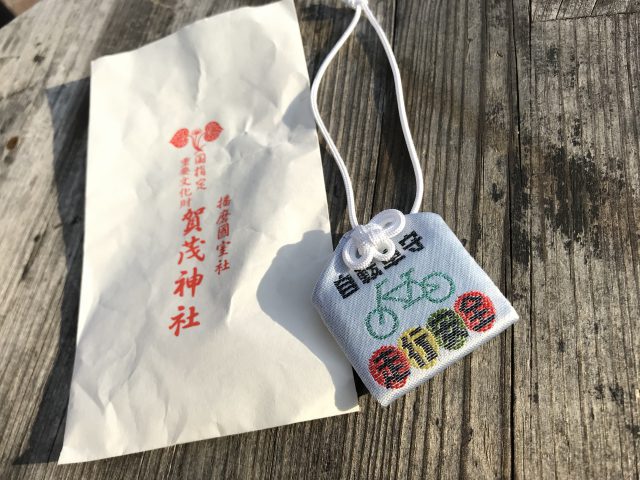 播磨國室社
国指定
重要文化財
賀茂神社
自転車守
走行安全